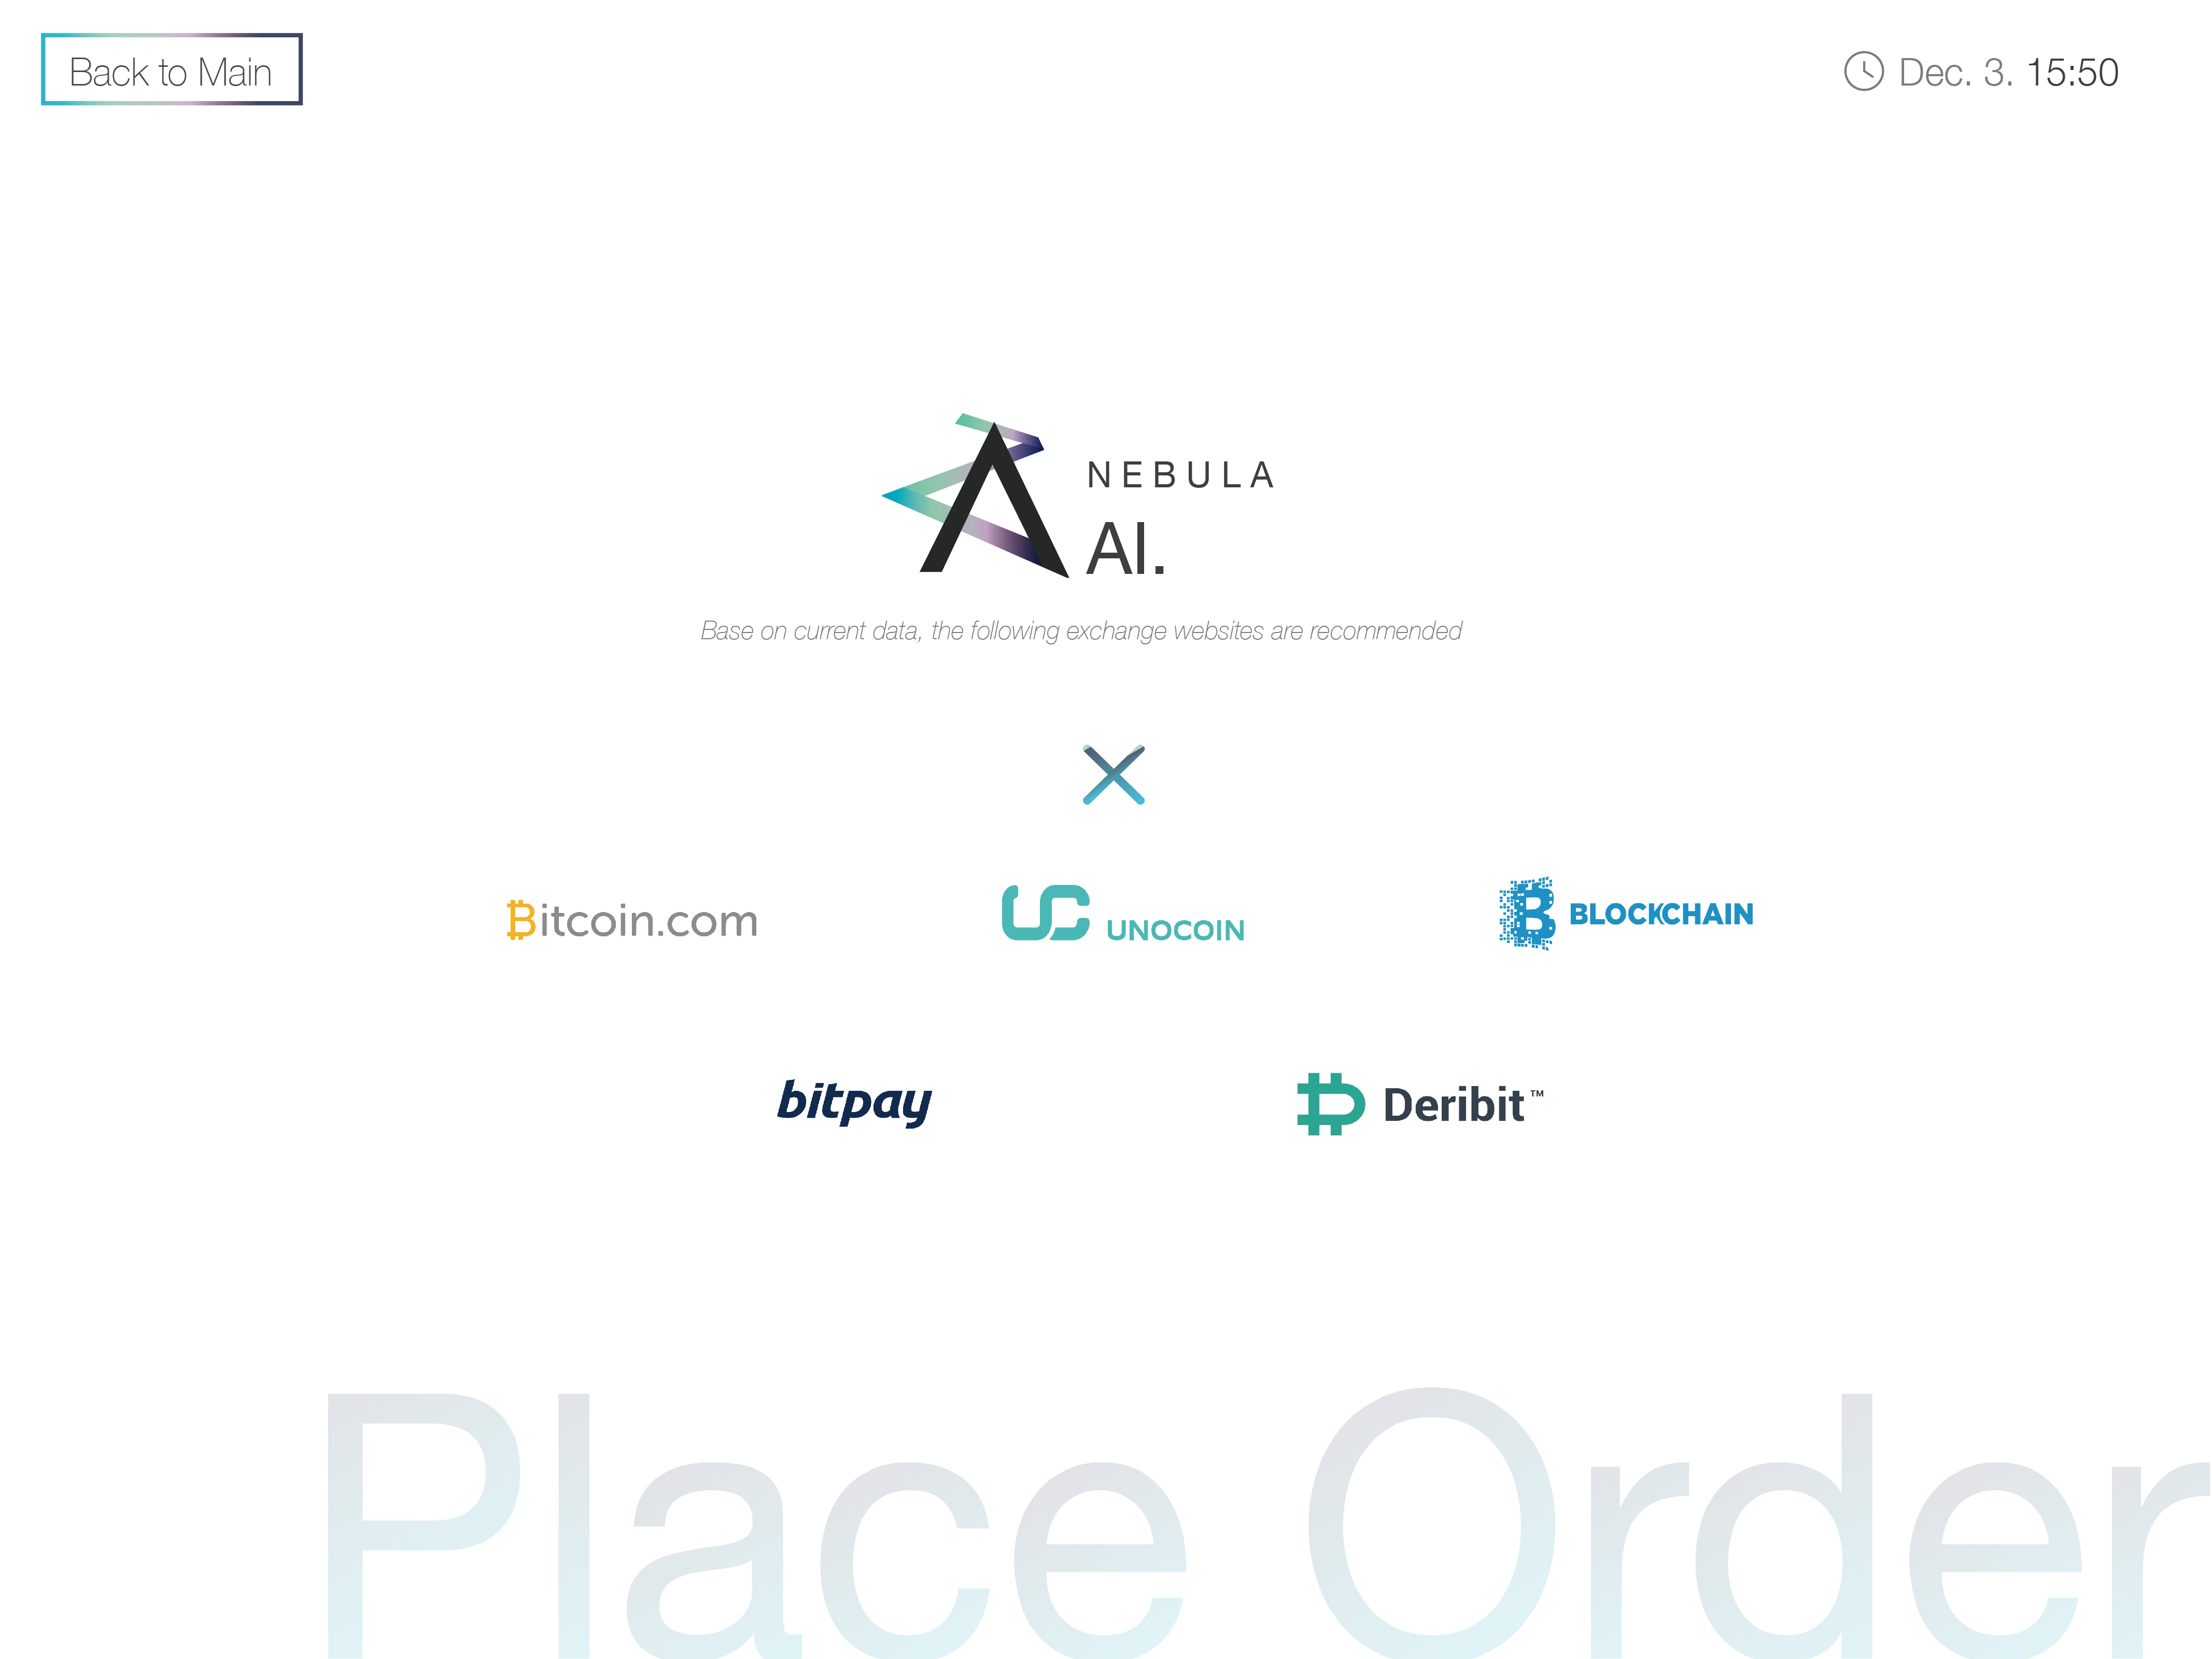 Back to Main
Dec. 3. 15:50
NEBULA
AI.
Base on current data, the following exchange websites are recommended
Bitcoin.com
UNOCOIN
BLOCKCHAIN
bitpay
Deribit™
Place Order